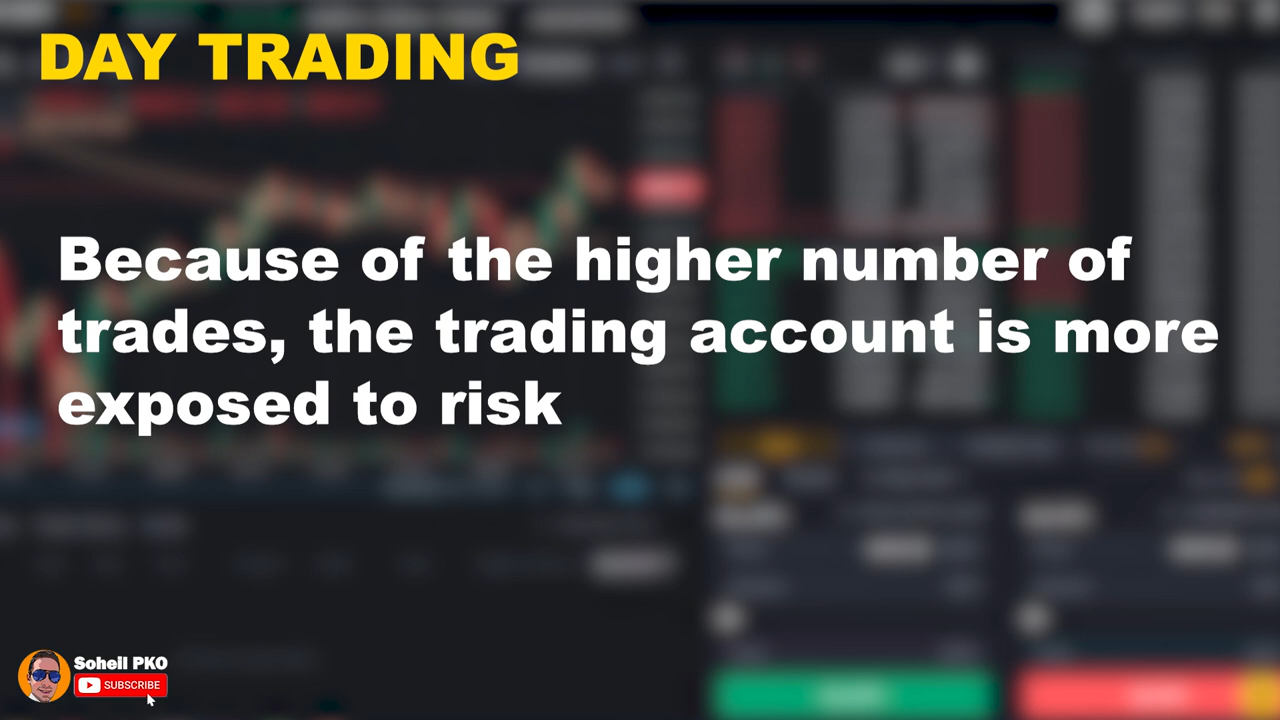 DAY TRADING
Because of the higher number of
trades, the trading account is more
exposed to risk
Soheil PKO
SUBSCRIBE